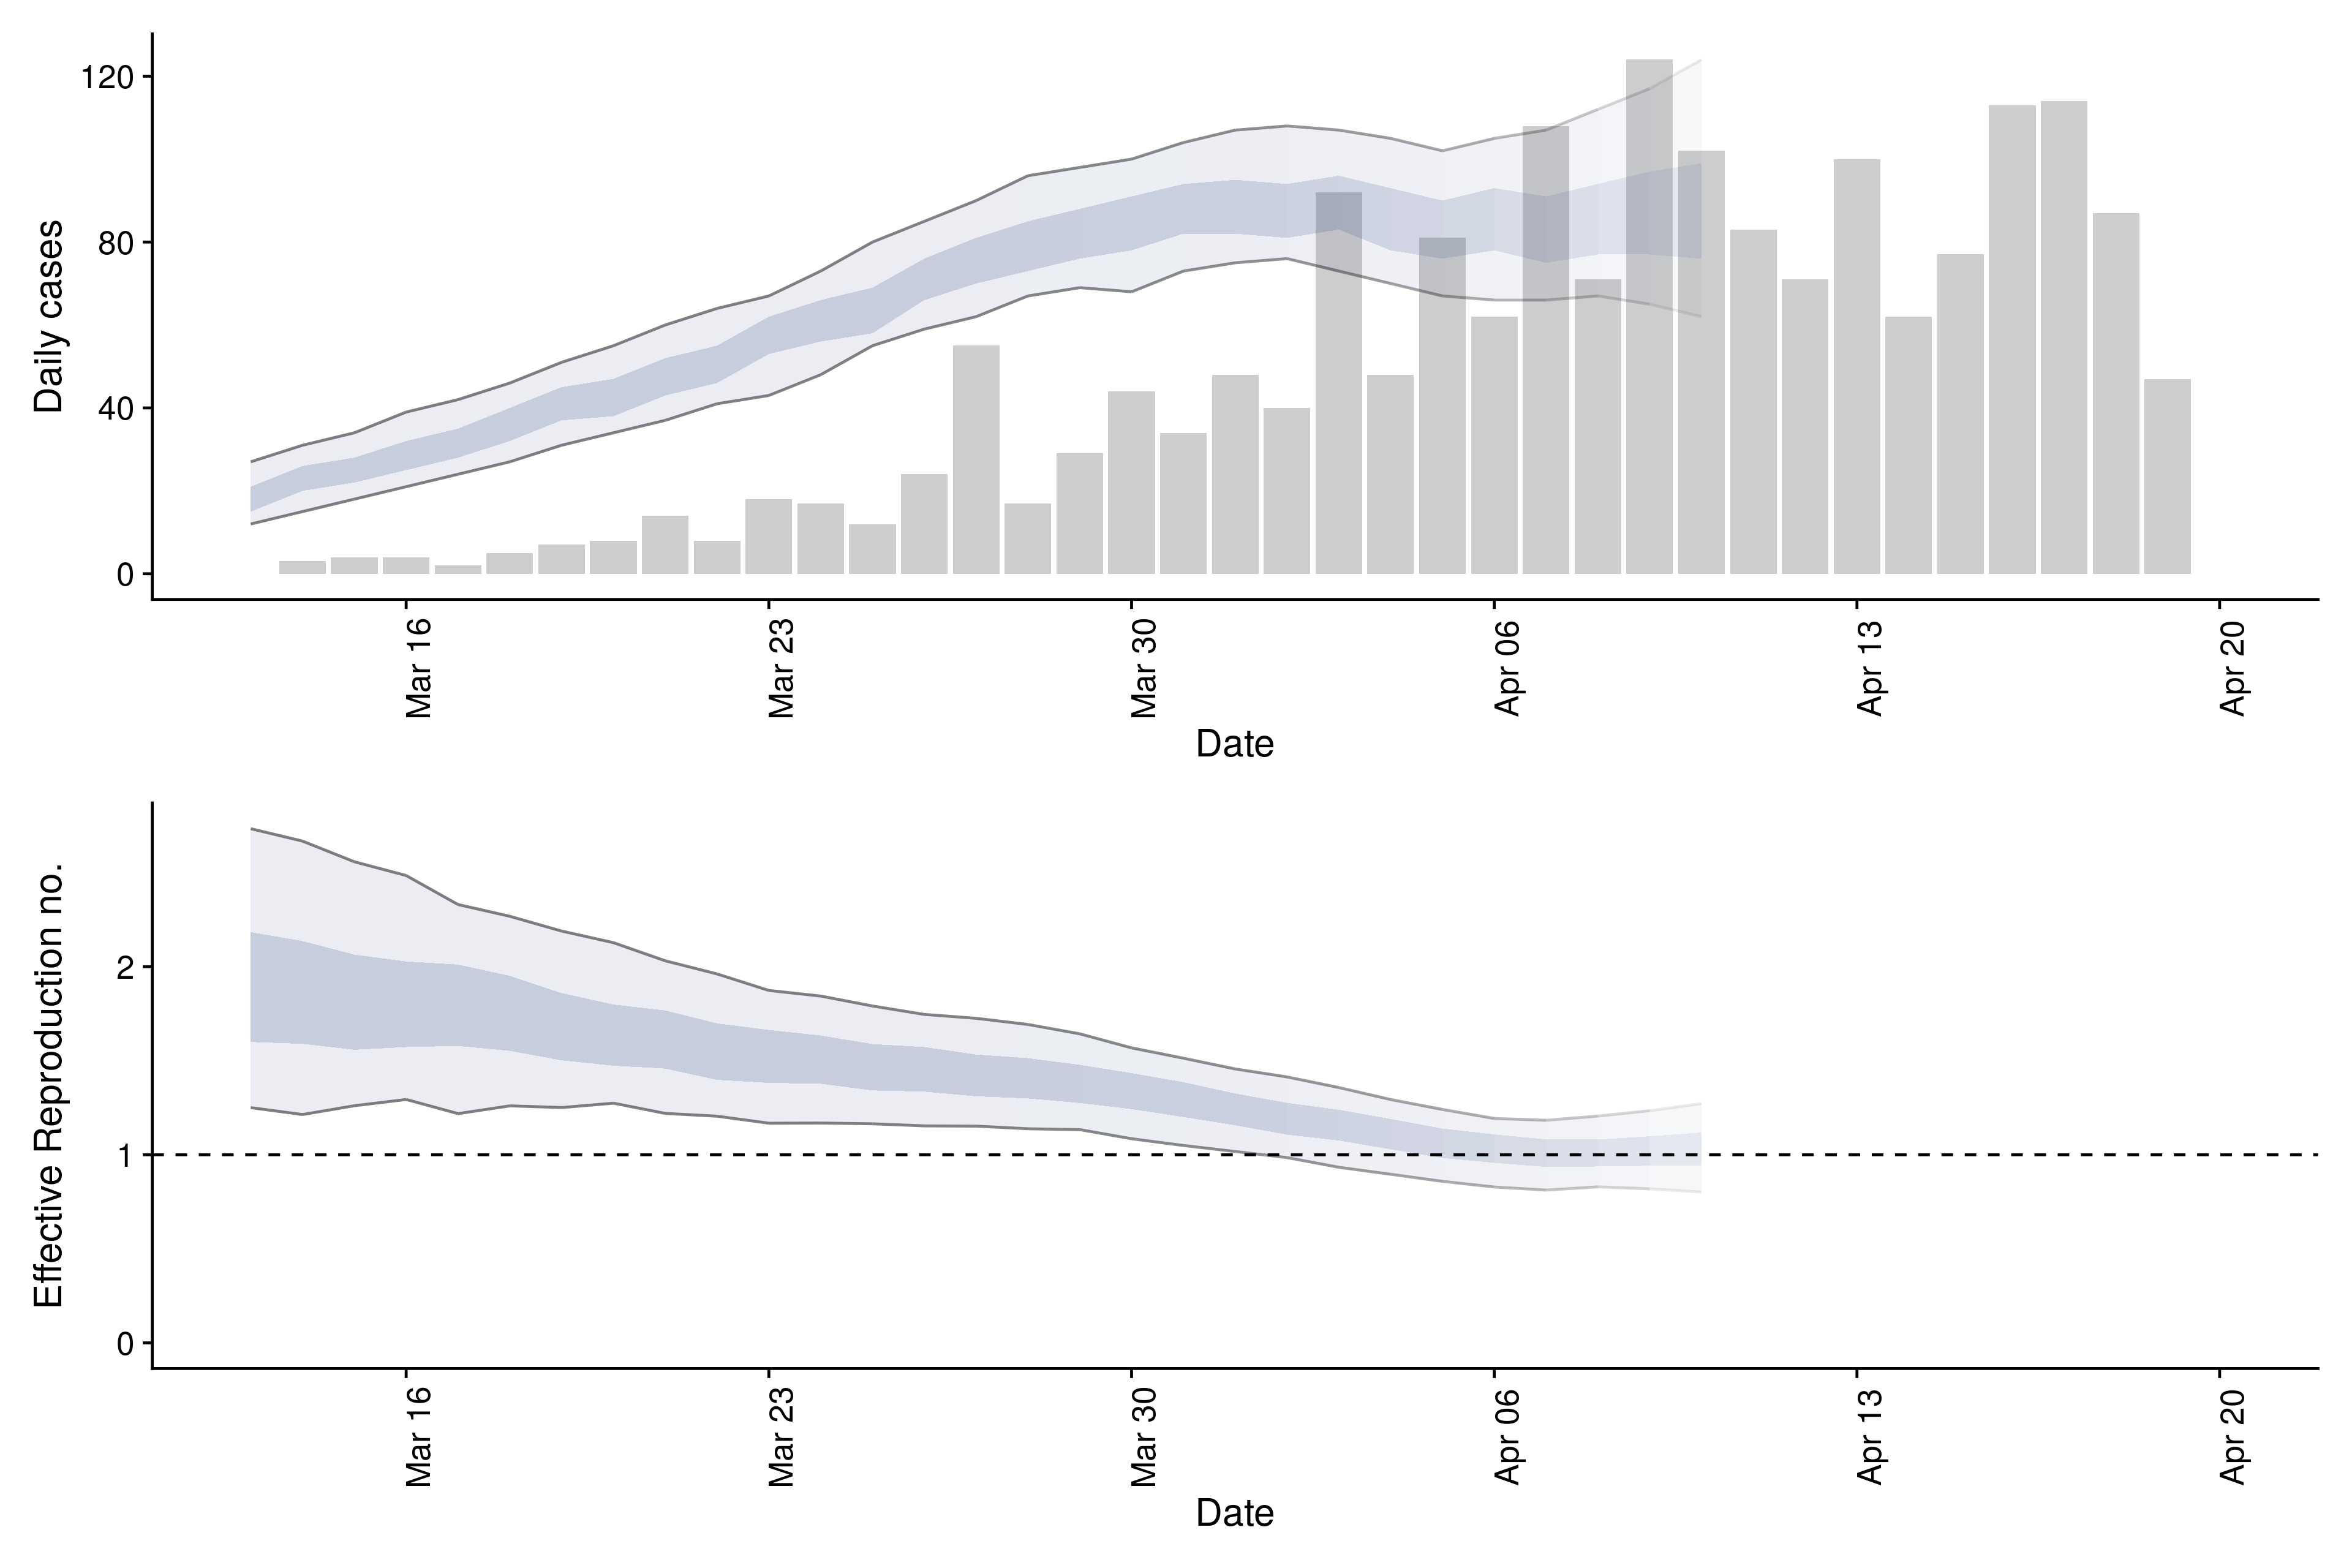 Daily cases
120
80
40
0
Mar 16
Mar 23
Mar 30
Apr 06
Apr 13
Apr 20
Date
Effective Reproduction no.
2
1
0
Mar 16
Mar 23
Mar 30
Apr 06
Apr 13
Apr 20
Date